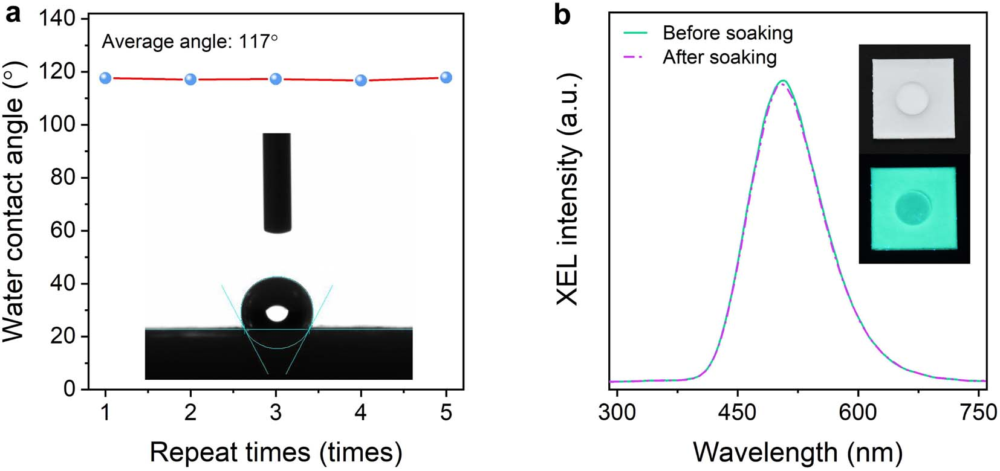 a
140
120
100
80
60
40
20
0
Water contact angle (°)
Average angle: 117°
1 2 3 4 5
Repeat times (times)
b
XEL intensity (a.u.)
Before soaking
After soaking
300 450 600 750
Wavelength (nm)